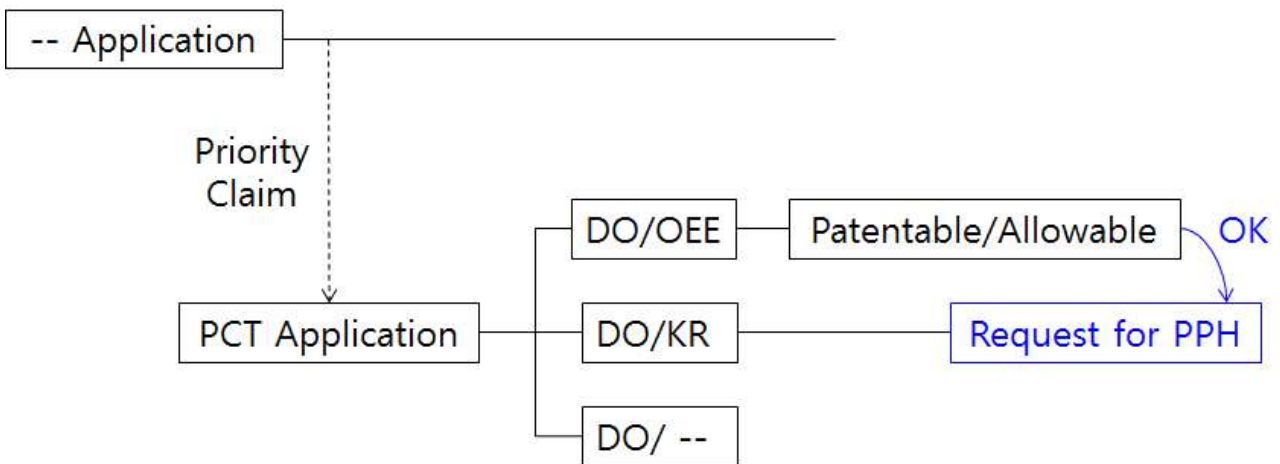 -- Application
Priority
Claim
DO/OEE
Patentable/Allowable
OK
PCT Application
DO/KR
Request for PPH
DO/ --